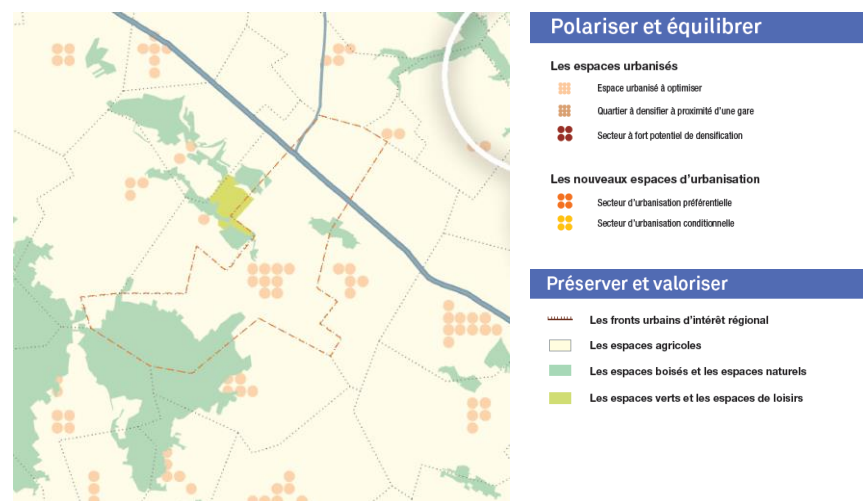 Polariser et équilibrer
Les espaces urbanisés
Espace urbanisé à optimiser
Quartier à densifier à proximité d'une gare
Secteur à fort potentiel de densification
Les nouveaux espaces d'urbanisation
Secteur d'urbanisation préférentielle
Secteur d'urbanisation conditionnelle
Préserver et valoriser
Les fronts urbains d'intérêt régional
Les espaces agricoles
Les espaces boisés et les espaces naturels
Les espaces verts et les espaces de loisirs